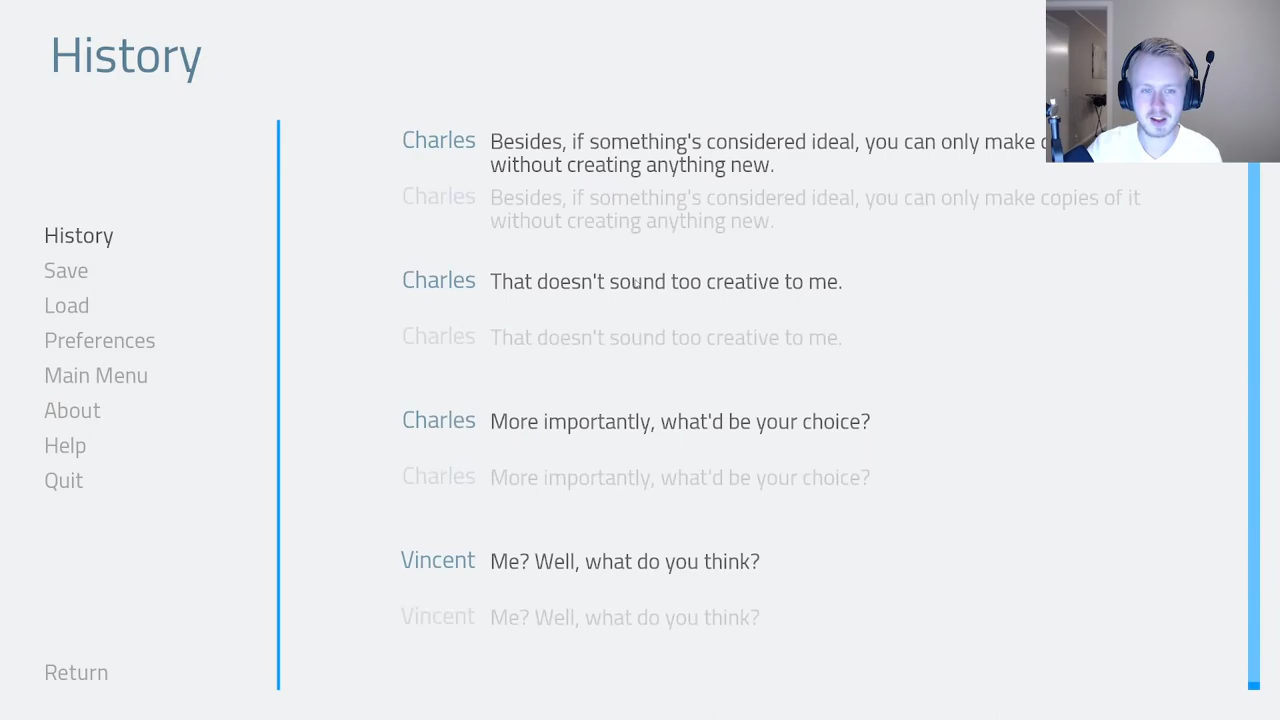 History
History
Save
Load
Preferences
Main Menu
About
Help
Quit
Return
Charles Besides, if something's considered ideal, you can only make
without creating anything new.
Charles Besides, if something's considered ideal, you can only make copies of it
without creating anything new.
Charles That doesn't sound too creative to me.
Charles That doesn't sound too creative to me.
Charles More importantly, what'd be your choice?
Charles More importantly, what'd be your choice?
Vincent Me? Well, what do you think?
Vincent Me? Well, what do you think?